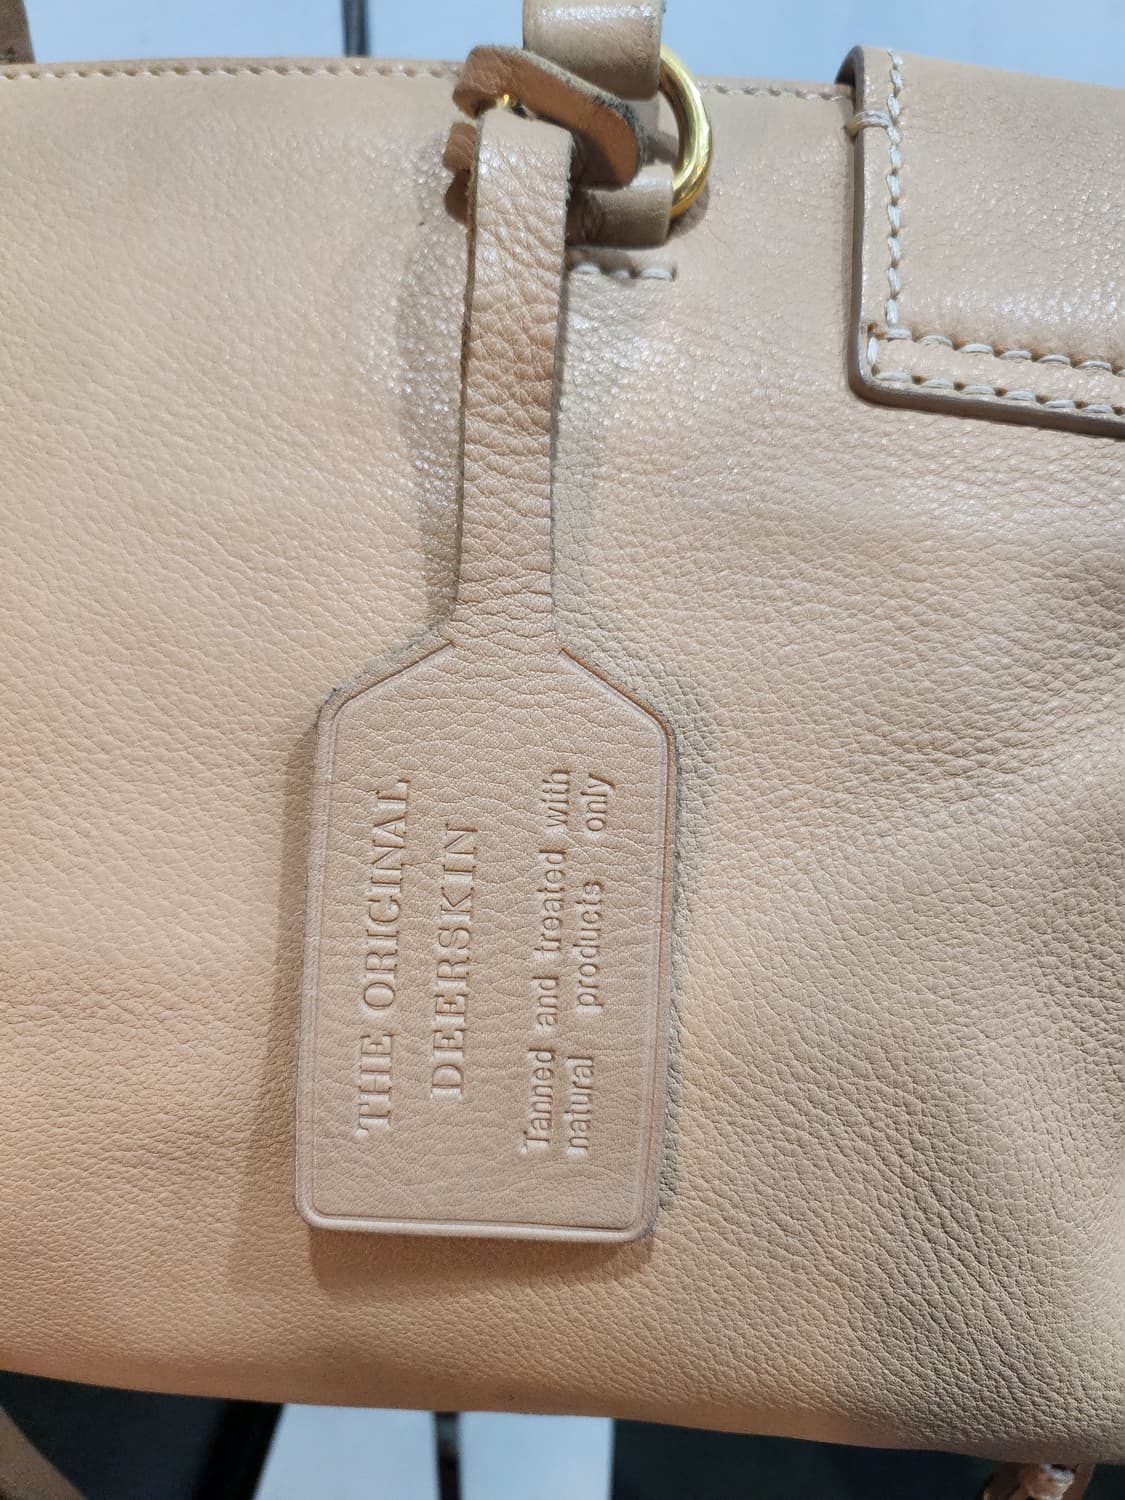 THE ORIGINAL
DEERSKIN
Tanned and treated with
natural products only